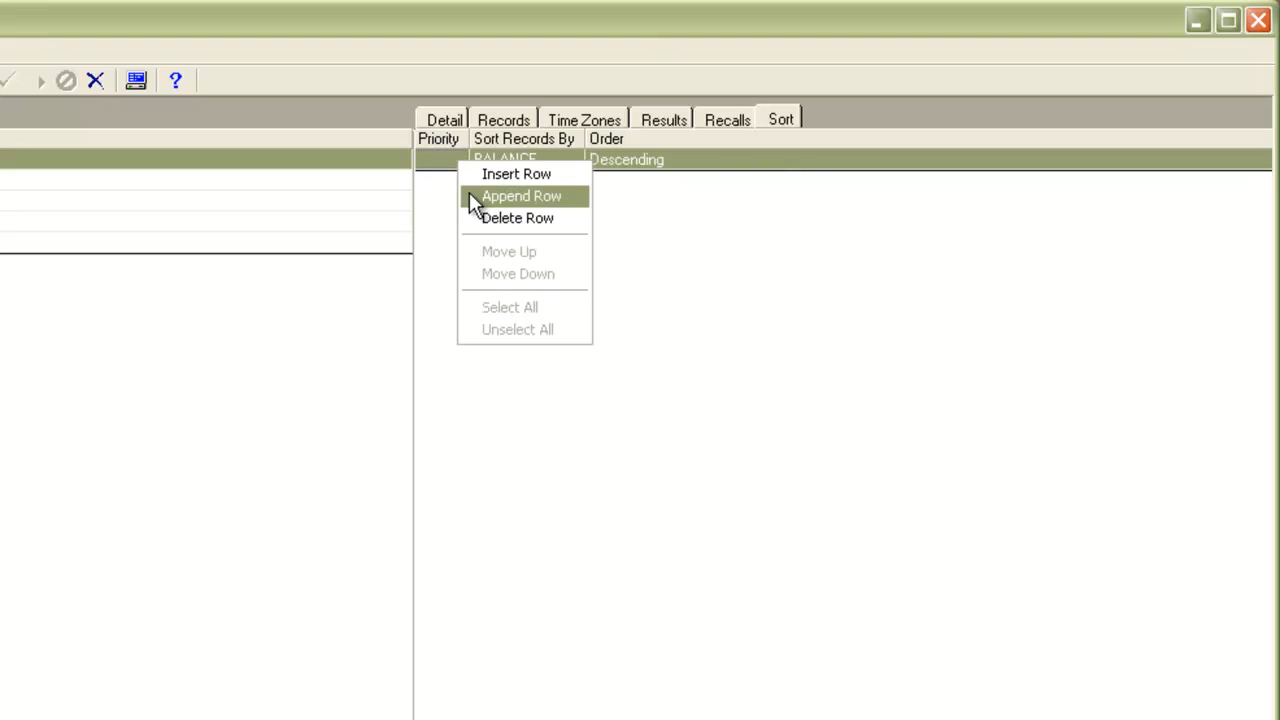 ?
Detail Records Time Zones Results Recalls Sort
Priority Sort Records By Order
BALANCE Descending
Insert Row
Append Row
Delete Row
Move Up
Move Down
Select All
Unselect All